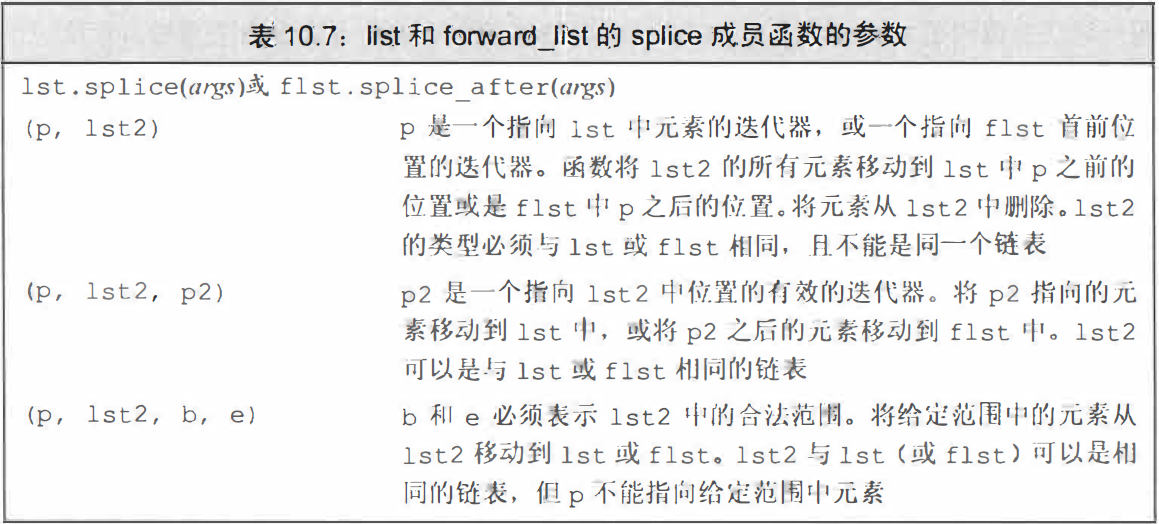 表 10.7：list 和 forward_list 的 splice 成员函数的参数
lst.splice(args)或 flst.splice_after(args)
(p, lst2) p 是一个指向 lst 中元素的迭代器，或一个指向 flst 首前位
置的迭代器。函数将 lst2 的所有元素移动到 lst 中 p 之前的
位置或是 flst 中 p 之后的位置。将元素从 lst2 中删除。lst2
的类型必须与 lst 或 flst 相同，且不能是同一个链表
(p, lst2, p2) p2 是一个指向 lst2 中位置的有效的迭代器。将 p2 指向的元
素移动到 lst 中，或将 p2 之后的元素移动到 flst 中。lst2
可以是与 lst 或 flst 相同的链表
(p, lst2, b, e) b 和 e 必须表示 lst2 中的合法范围。将给定范围中的元素从
lst2 移动到 lst 或 flst。lst2 与 lst（或 flst）可以是相
同的链表，但 p 不能指向给定范围中元素